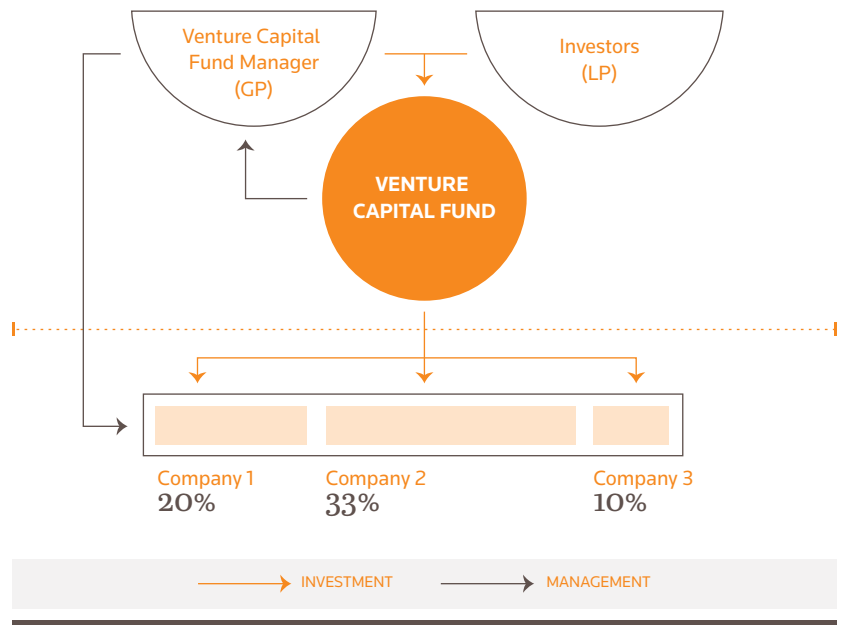 Venture Capital
Fund Manager
(GP)
Investors
(LP)
VENTURE
CAPITAL FUND
Company 1
20%
Company 2
33%
Company 3
10%
INVESTMENT
MANAGEMENT